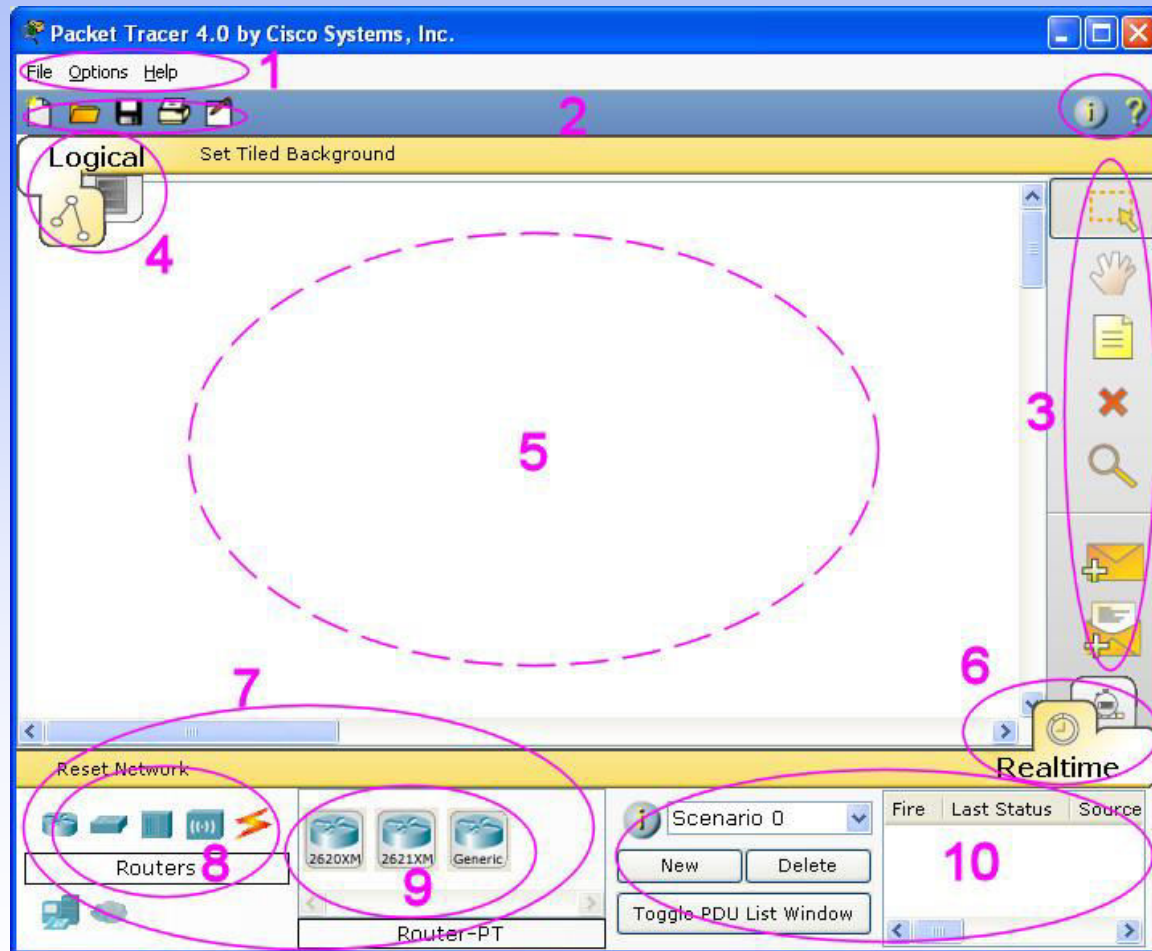 Packet Tracer 4.0 by Cisco Systems, Inc.
File Options Help 1
2
Logical Set Tiled Background
4
5
3
6
7
Reset Network Realtime
8
Routers
2620XM 2621XM Generic
9
Router-PT
Scenario 0
New Delete
Toggle PDU List Window
Fire Last Status Source
10